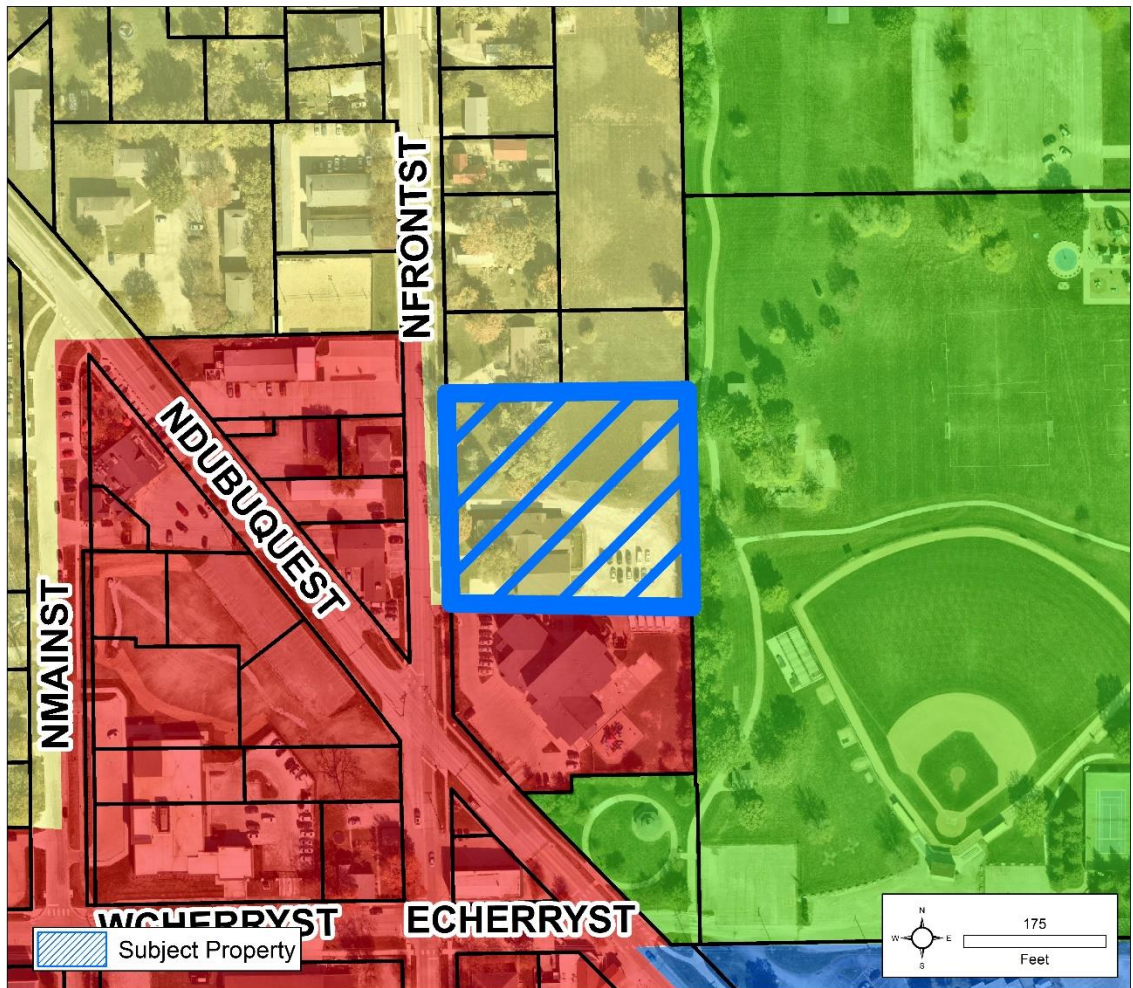 NFRONTST
NDUBUQUEST
NMAINST
WCHERRYST
ECHERRYST
Subject Property
N
W
E
S
175
Feet